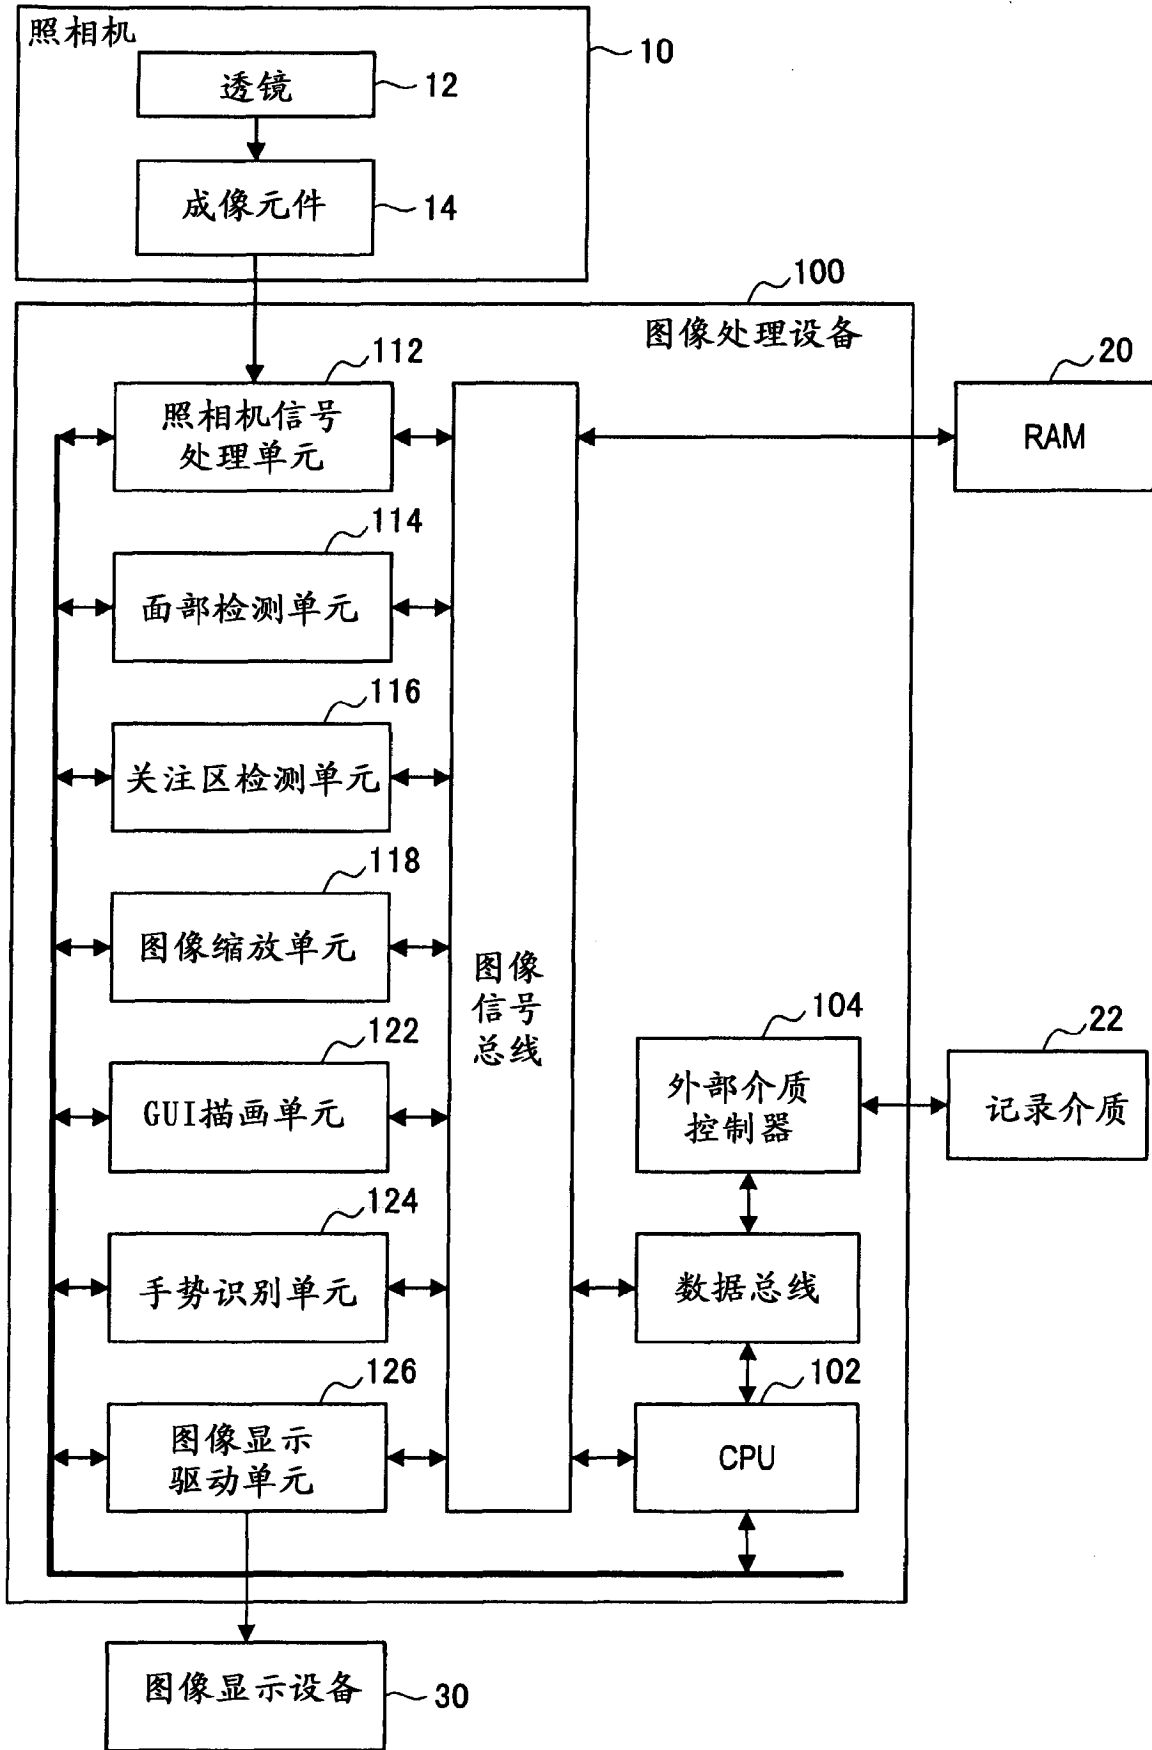 照相机
10
透镜
12
成像元件
14
100
图像处理设备
112
照相机信号
处理单元
20
RAM
114
面部检测单元
116
关注区检测单元
118
图像缩放单元
图像
信号
总线
104
外部介质
控制器
22
记录介质
122
GUI描画单元
124
手势识别单元
数据总线
126
图像显示
驱动单元
102
CPU
图像显示设备
30